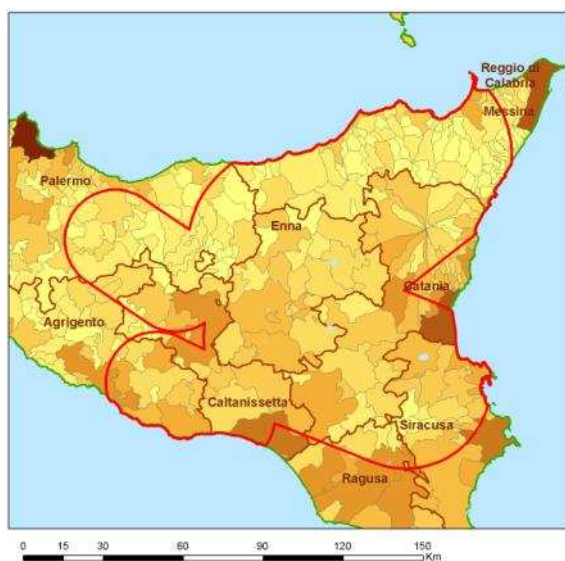 Reggio di
Calabria
Messina
Palermo
Enna
Catania
Agrigento
Caltanissetta
Siracusa
Ragusa
0 15 30 60 90 120 150
Km